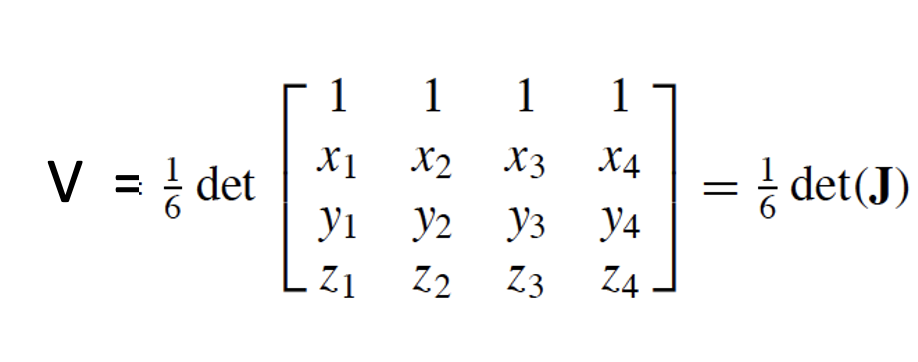 V = 1/6 det [ 1 1 1 1
x₁ x₂ x₃ x₄
y₁ y₂ y₃ y₄
z₁ z₂ z₃ z₄ ] = 1/6 det(J)